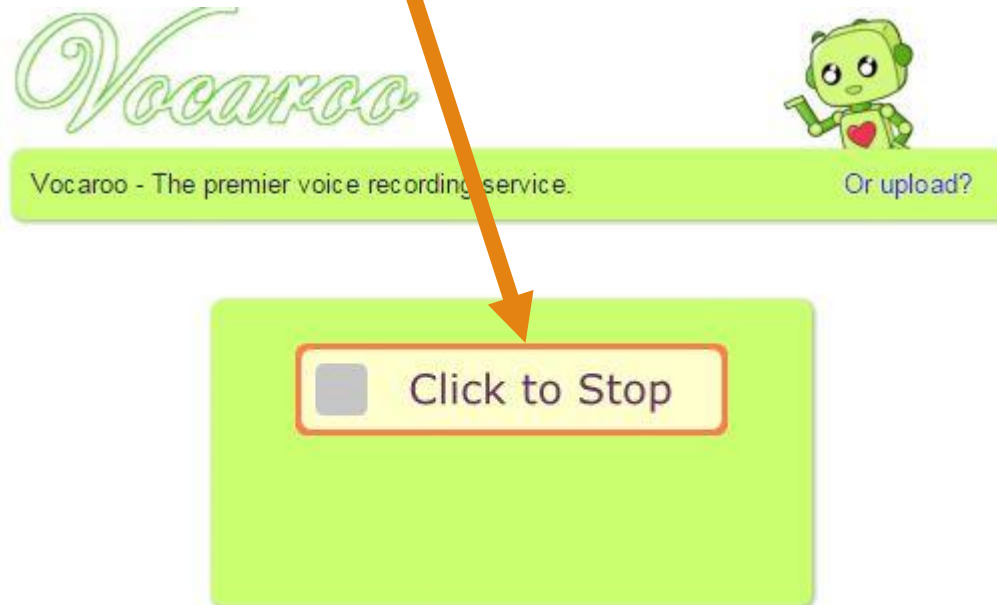 Vocaroo
Vocaroo - The premier voice recording service.
Or upload?
Click to Stop